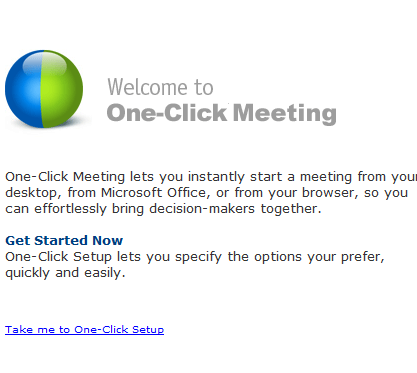 Welcome to
One-Click Meeting
One-Click Meeting lets you instantly start a meeting from your
desktop, from Microsoft Office, or from your browser, so you
can effortlessly bring decision-makers together.
Get Started Now
One-Click Setup lets you specify the options your prefer,
quickly and easily.
Take me to One-Click Setup